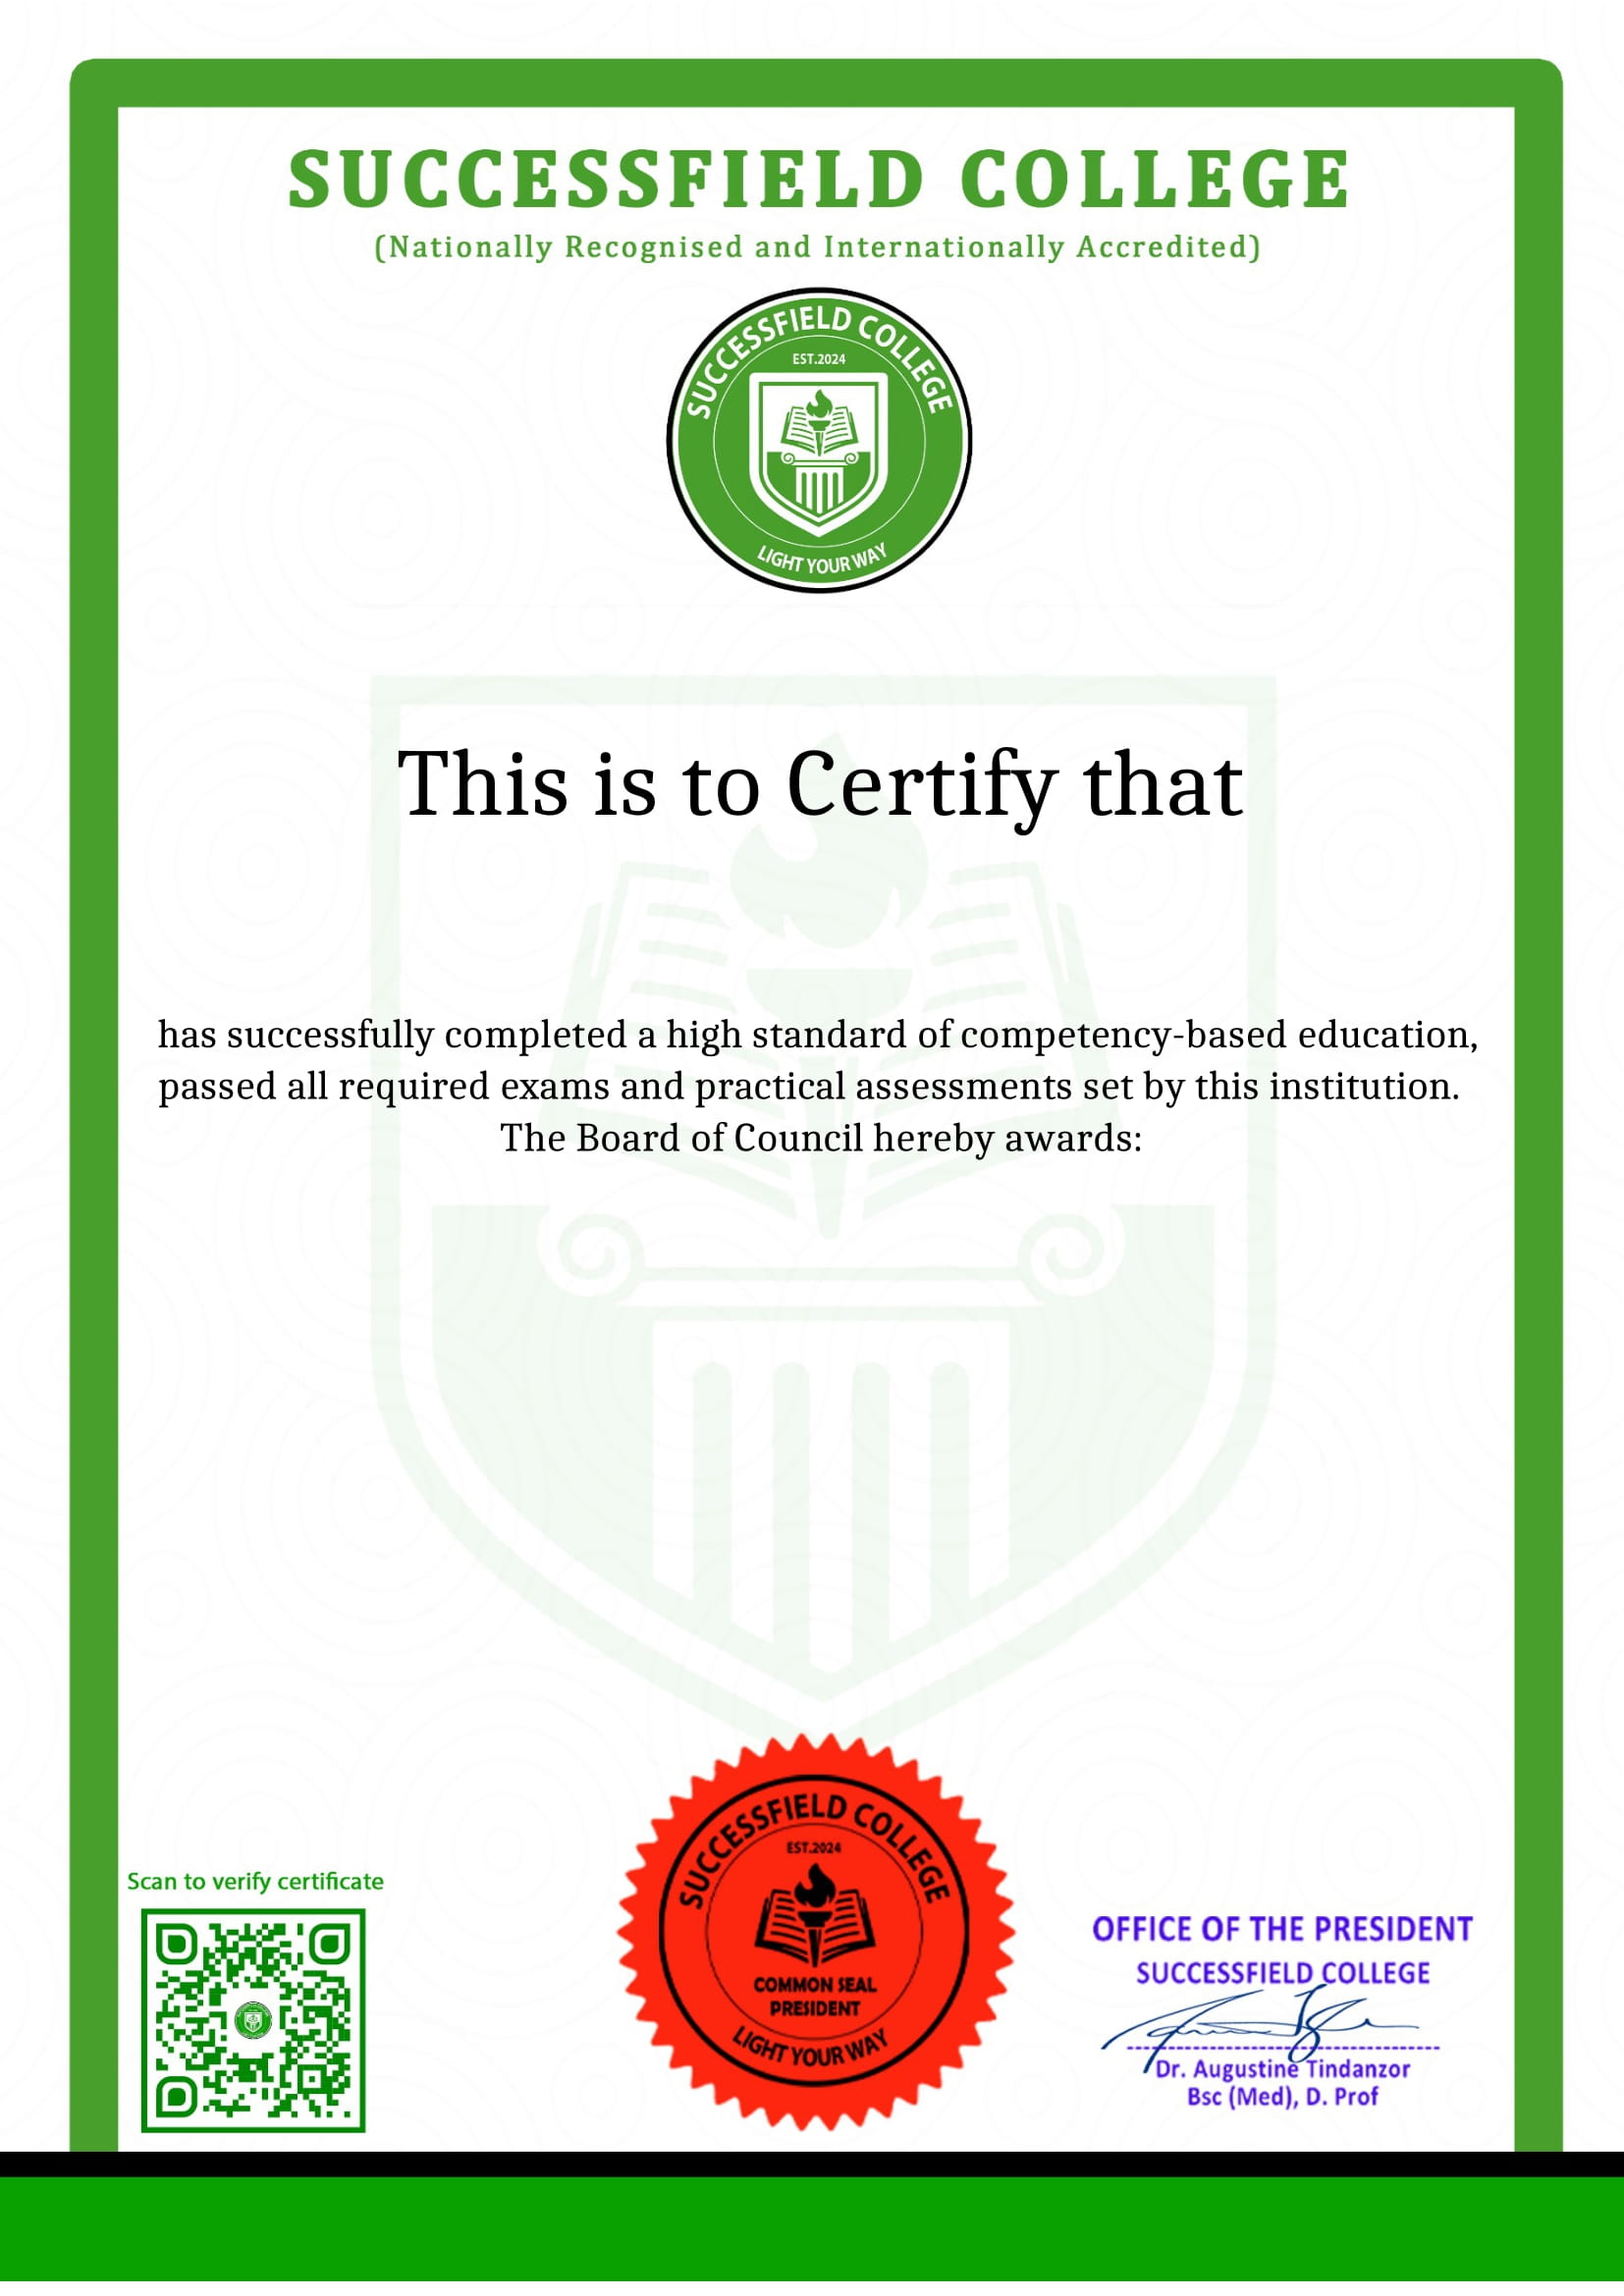 SUCCESSFIELD COLLEGE
(Nationally Recognised and Internationally Accredited)
SUCCESSFIELD COLLEGE
EST.2024
LIGHT YOUR WAY
This is to Certify that
has successfully completed a high standard of competency-based education,
passed all required exams and practical assessments set by this institution.
The Board of Council hereby awards:
SUCCESSFIELD COLLEGE
EST.2024
COMMON SEAL
PRESIDENT
LIGHT YOUR WAY
Scan to verify certificate
OFFICE OF THE PRESIDENT
SUCCESSFIELD COLLEGE
Dr. Augustine Tindanzor
Bsc (Med), D. Prof